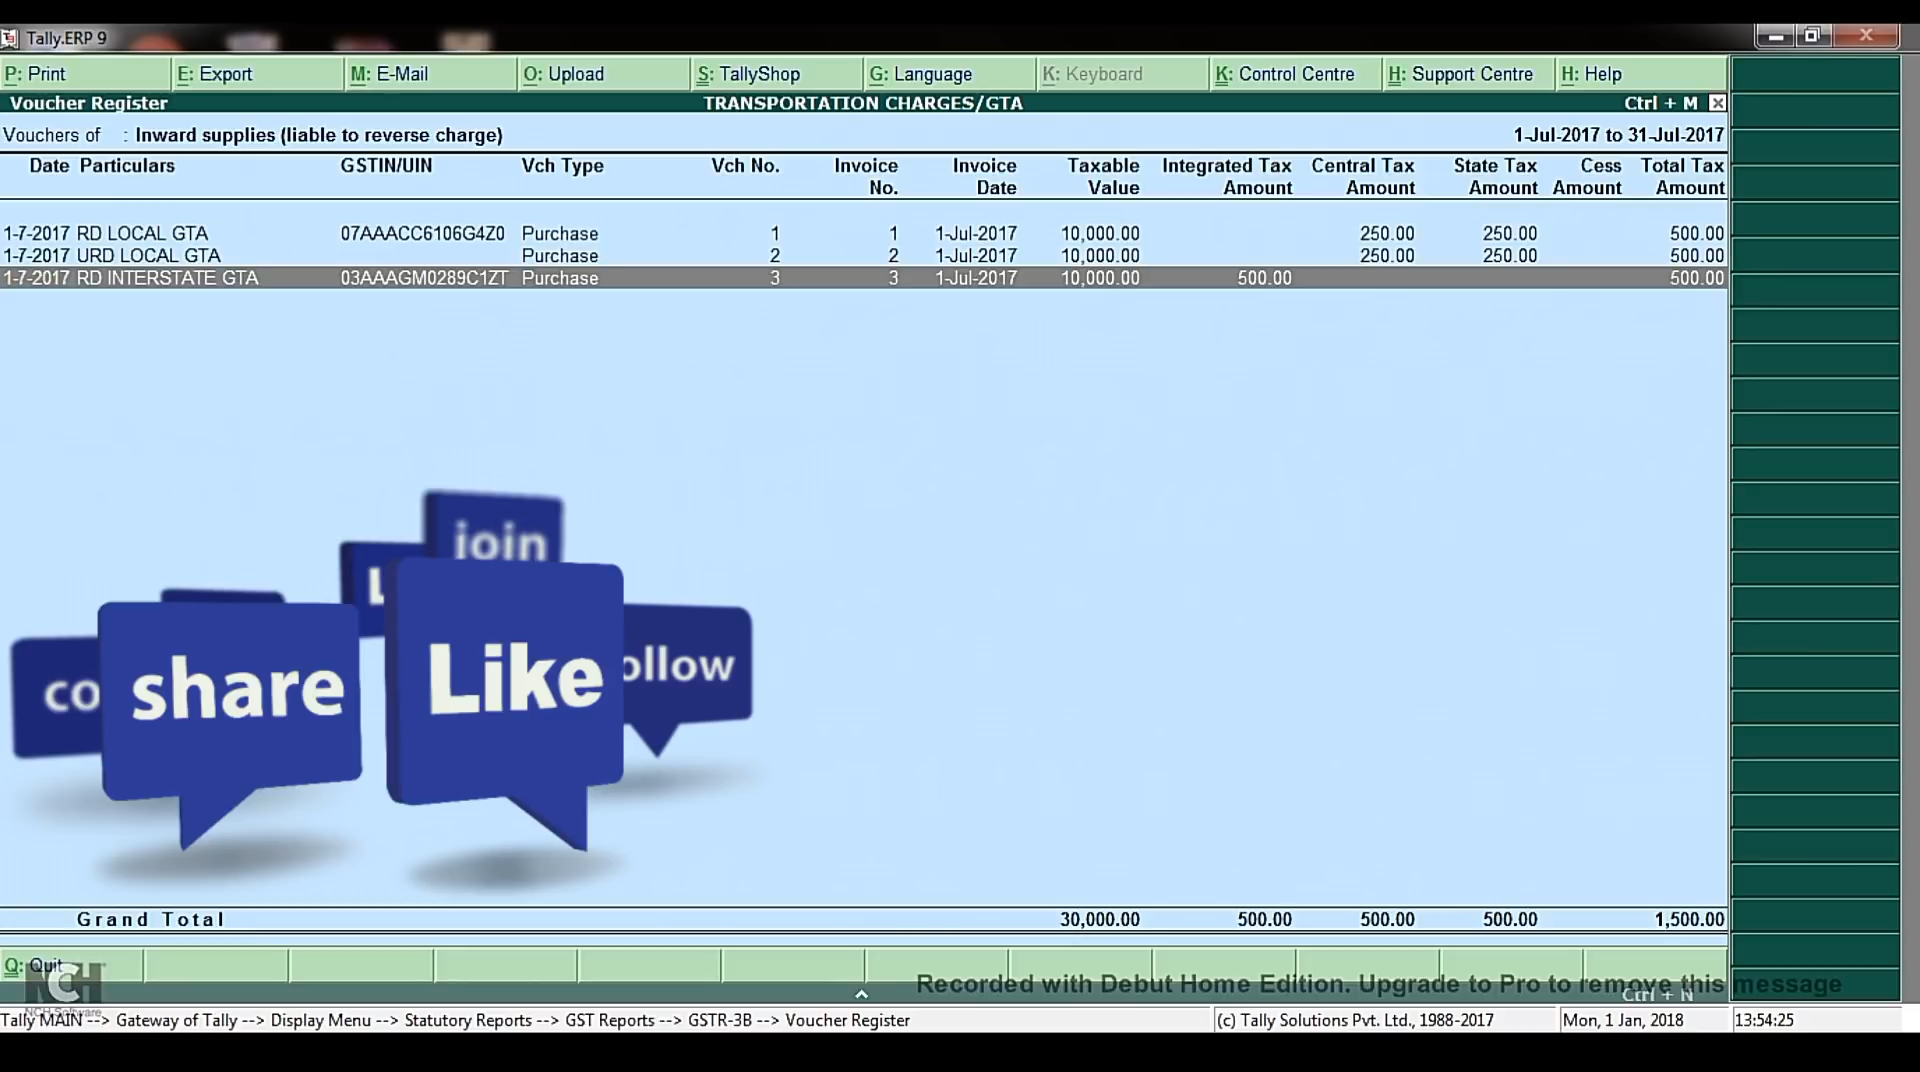 Tally.ERP 9
P: Print E: Export M: E-Mail O: Upload S: TallyShop G: Language K: Keyboard K: Control Centre H: Support Centre H: Help
Voucher Register TRANSPORTATION CHARGES/GTA Ctrl + M
Vouchers of : Inward supplies (liable to reverse charge) 1-Jul-2017 to 31-Jul-2017
Date Particulars GSTIN/UIN Vch Type Vch No. Invoice Invoice Taxable Integrated Tax Central Tax State Tax Cess Total Tax
No. Date Value Amount Amount Amount Amount Amount
1-7-2017 RD LOCAL GTA 07AAACC6106G4Z0 Purchase 1 1 1-Jul-2017 10,000.00 250.00 250.00 500.00
1-7-2017 URD LOCAL GTA Purchase 2 2 1-Jul-2017 10,000.00 250.00 250.00 500.00
1-7-2017 RD INTERSTATE GTA 03AAAGM0289C1ZT Purchase 3 3 1-Jul-2017 10,000.00 500.00 500.00
join
L
co share Like ollow
Grand Total 30,000.00 500.00 500.00 500.00 1,500.00
Q: Quit
NCH
Recorded with Debut Home Edition. Upgrade to Pro to remove this message
Ctrl + N
NCH Software
Tally MAIN --> Gateway of Tally --> Display Menu --> Statutory Reports --> GST Reports --> GSTR-3B --> Voucher Register (c) Tally Solutions Pvt. Ltd., 1988-2017 Mon, 1 Jan, 2018 13:54:25